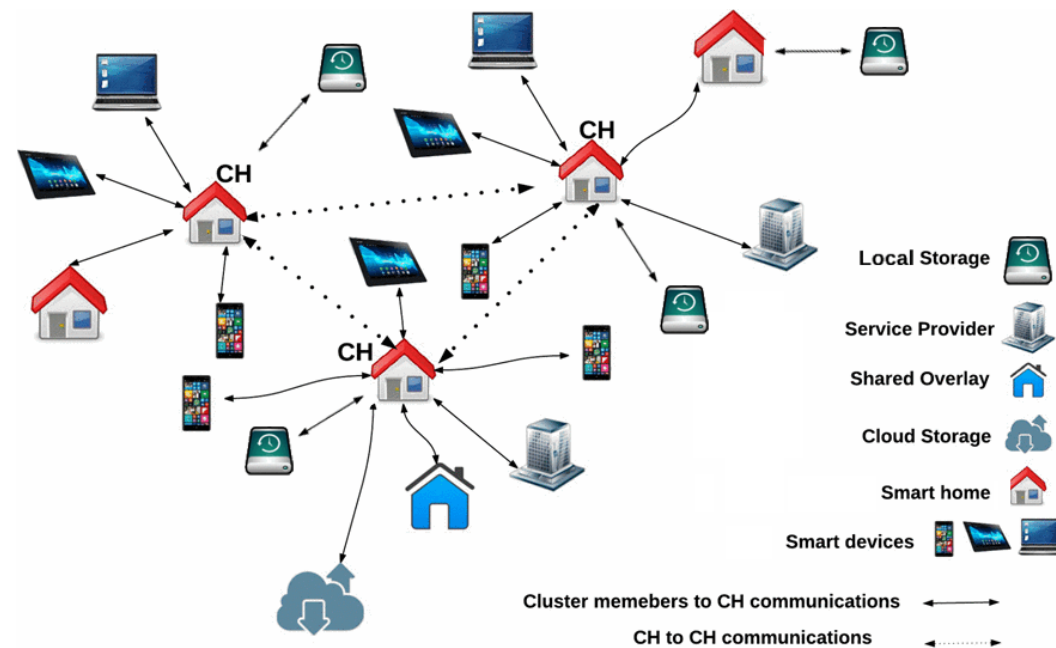 CH
CH
CH
Local Storage
Service Provider
Shared Overlay
Cloud Storage
Smart home
Smart devices
Cluster memebers to CH communications
CH to CH communications